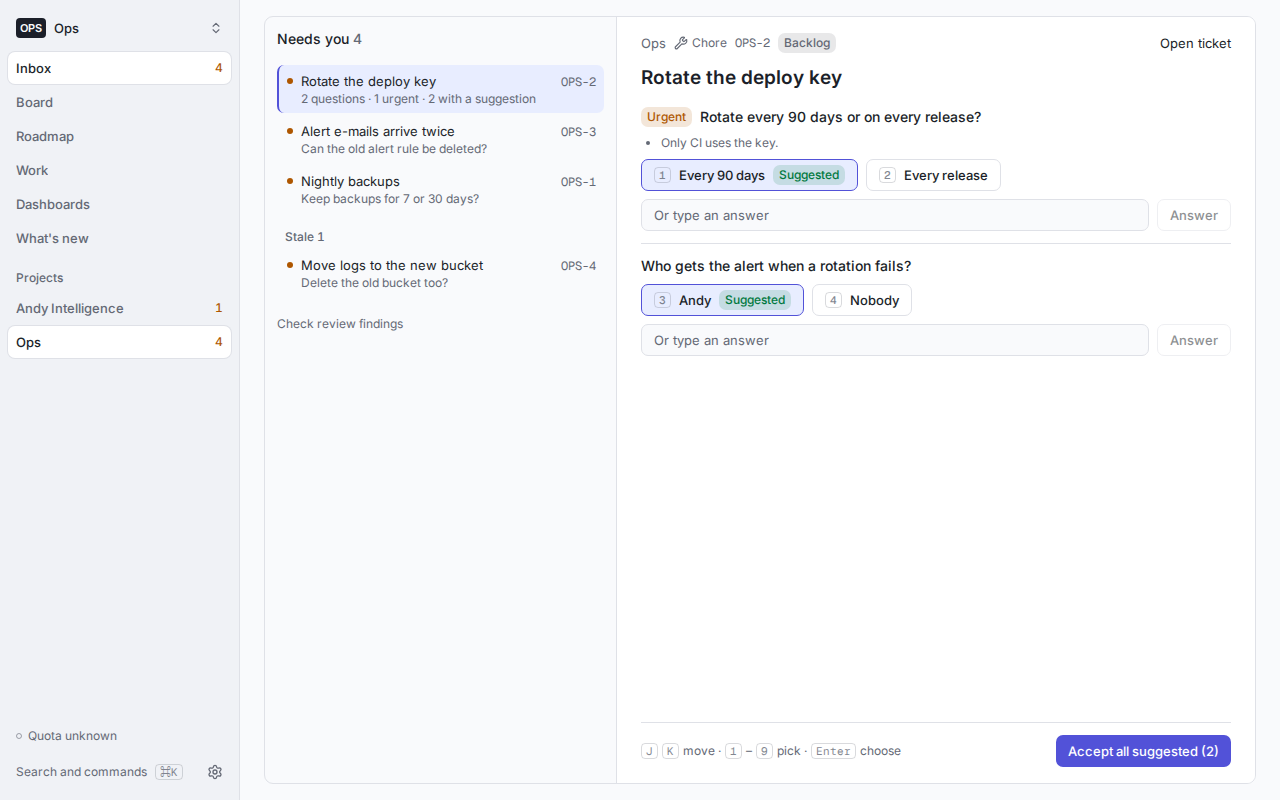 OPS Ops
Inbox 4
Board
Roadmap
Work
Dashboards
What's new
Projects
Andy Intelligence 1
Ops 4
Quota unknown
Search and commands ⌘K
Needs you 4
Rotate the deploy key OPS-2
2 questions · 1 urgent · 2 with a suggestion
Alert e-mails arrive twice OPS-3
Can the old alert rule be deleted?
Nightly backups OPS-1
Keep backups for 7 or 30 days?
Stale 1
Move logs to the new bucket OPS-4
Delete the old bucket too?
Check review findings
Ops Chore OPS-2 Backlog Open ticket
Rotate the deploy key
Urgent Rotate every 90 days or on every release?
• Only CI uses the key.
1 Every 90 days Suggested 2 Every release
Or type an answer Answer
Who gets the alert when a rotation fails?
3 Andy Suggested 4 Nobody
Or type an answer Answer
J K move · 1 – 9 pick · Enter choose Accept all suggested (2)